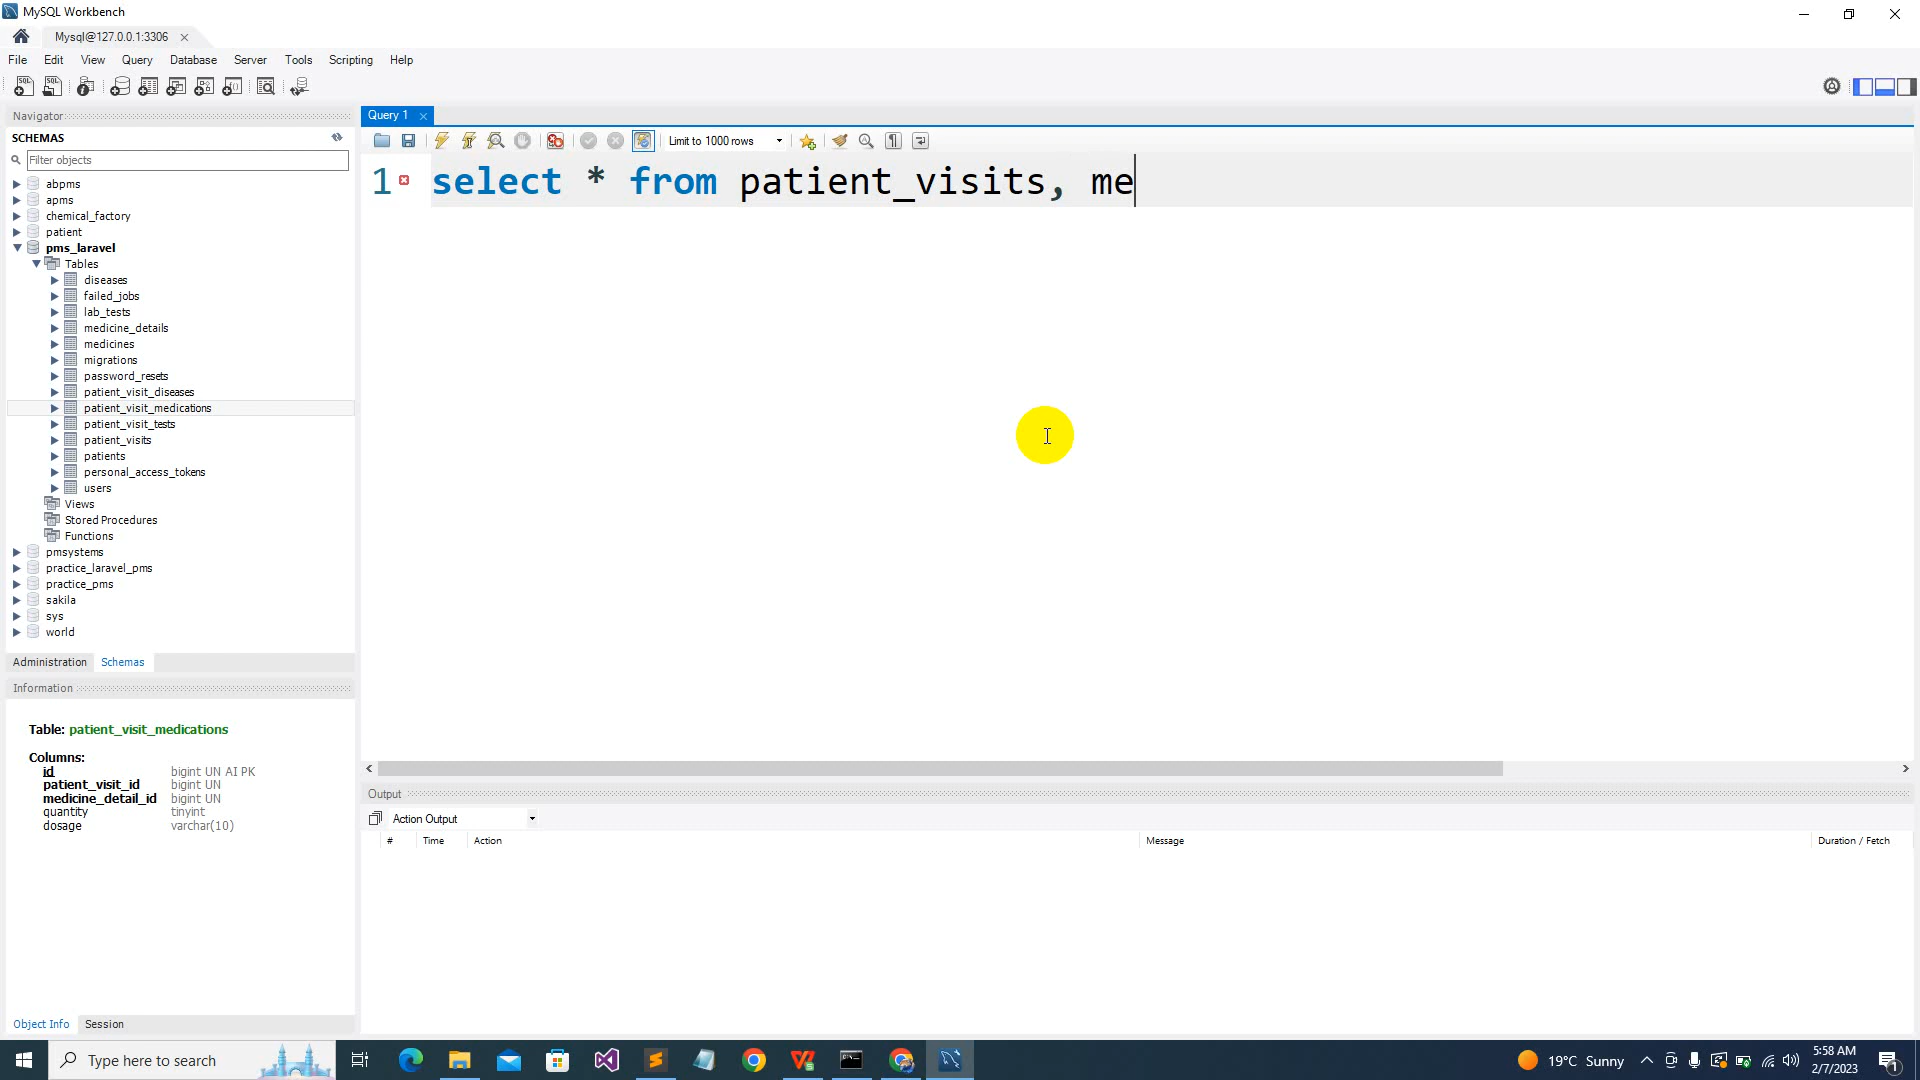 MySQL Workbench
Mysql@127.0.0.1:3306
File Edit View Query Database Server Tools Scripting Help
Navigator
SCHEMAS
Filter objects
abpms
apms
chemical_factory
patient
pms_laravel
Tables
diseases
failed_jobs
lab_tests
medicine_details
medicines
migrations
password_resets
patient_visit_diseases
patient_visit_medications
patient_visit_tests
patient_visits
patients
personal_access_tokens
users
Views
Stored Procedures
Functions
pmsystems
practice_laravel_pms
practice_pms
sakila
sys
world
Administration Schemas
Information
Table: patient_visit_medications
Columns:
id bigint UN AI PK
patient_visit_id bigint UN
medicine_detail_id bigint UN
quantity tinyint
dosage varchar(10)
Object Info Session
Query 1
Limit to 1000 rows
1 select * from patient_visits, me
Output
Action Output
# Time Action Message Duration / Fetch
Type here to search
19°C Sunny
5:58 AM
2/7/2023
1